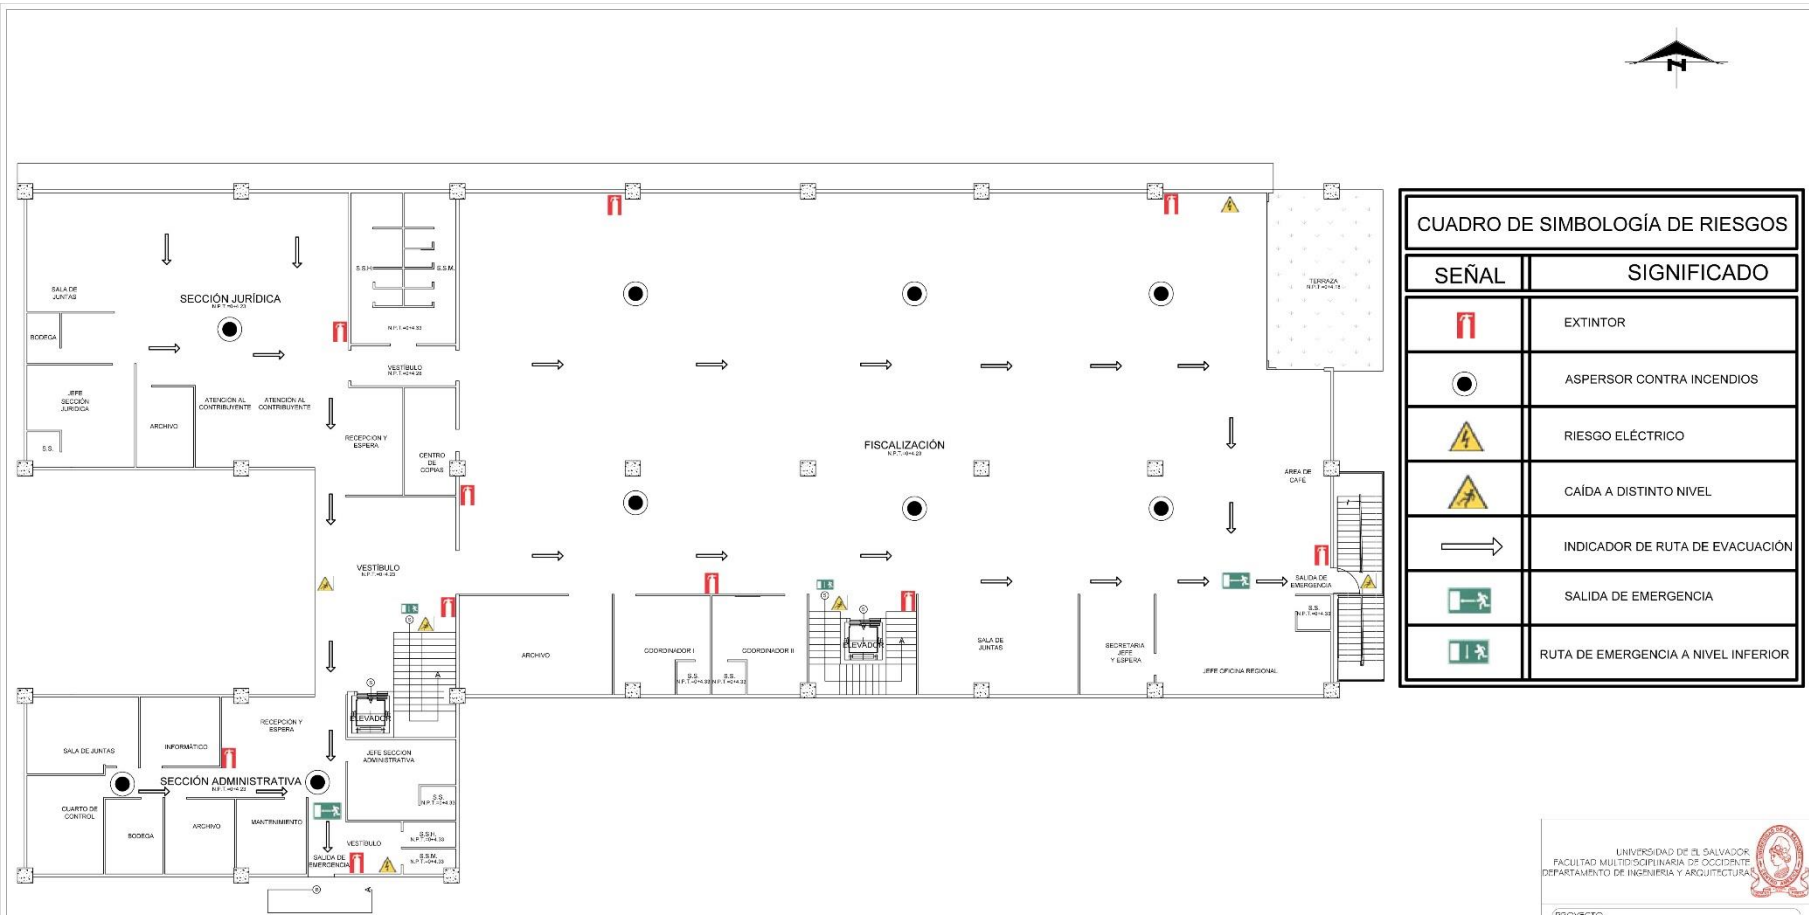 N
CUADRO DE SIMBOLOGÍA DE RIESGOS
SEÑAL
SIGNIFICADO
EXTINTOR
ASPERSOR CONTRA INCENDIOS
RIESGO ELÉCTRICO
CAÍDA A DISTINTO NIVEL
INDICADOR DE RUTA DE EVACUACIÓN
SALIDA DE EMERGENCIA
RUTA DE EMERGENCIA A NIVEL INFERIOR
SALA DE
JUNTAS
SECCIÓN JURÍDICA
BODEGA
JEFE
SECCIÓN
JURIDICA
S.S.
ARCHIVO
ATENCIÓN AL
CONTRIBUYENTE
ATENCIÓN AL
CONTRIBUYENTE
S.S.H
S.S.M.
VESTÍBULO
RECEPCIÓN Y
ESPERA
CENTRO
DE
COPIAS
FISCALIZACIÓN
TERRAZA
ÁREA DE
CAFÉ
SALIDA DE
EMERGENCIA
VESTÍBULO
ARCHIVO
COORDINADOR I
S.S.
COORDINADOR II
S.S.
ELEVADOR
A
SALA DE
JUNTAS
SECRETARIA
JEFE
Y ESPERA
JEFE OFICINA REGIONAL
S.S.
ELEVADOR
A
RECEPCIÓN Y
ESPERA
SALA DE JUNTAS
INFORMÁTICO
JEFE SECCIÓN
ADMINISTRATIVA
SECCIÓN ADMINISTRATIVA
S.S.
CUARTO DE
CONTROL
BODEGA
ARCHIVO
MANTENIMIENTO
VESTÍBULO
S.S.H.
S.S.M.
SALIDA DE
EMERGENCIA
UNIVERSIDAD DE EL SALVADOR
FACULTAD MULTIDISCIPLINARIA DE OCCIDENTE
DEPARTAMENTO DE INGENIERIA Y ARQUITECTURA